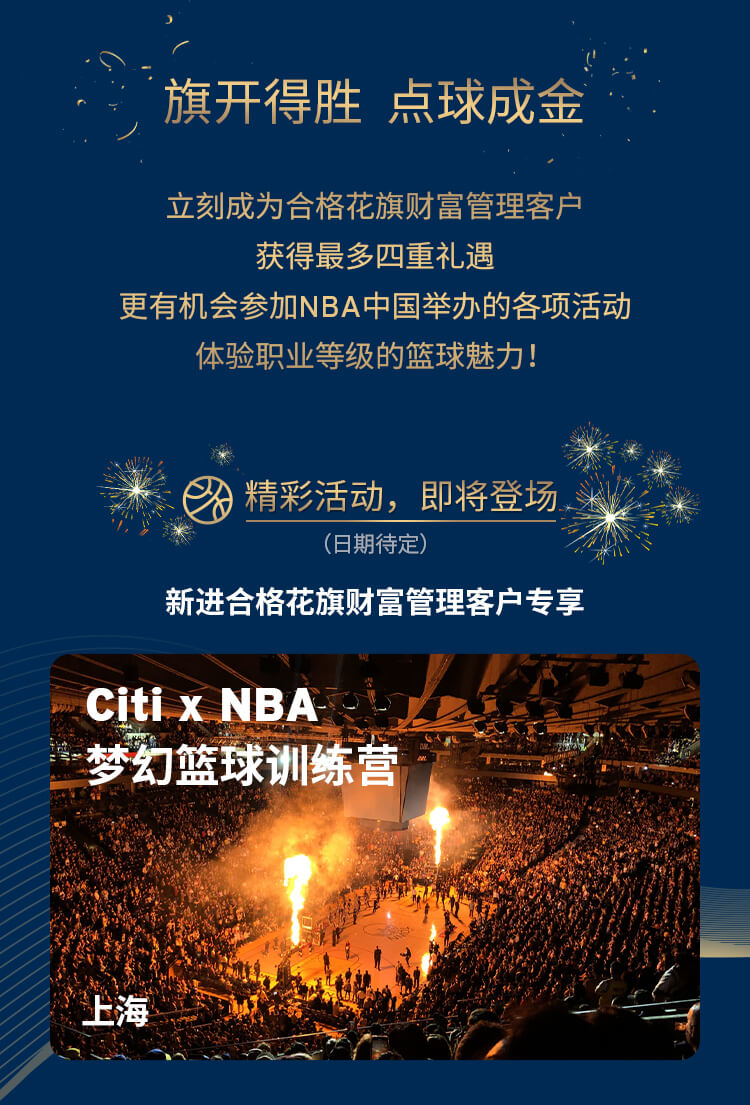 旗开得胜 点球成金
立刻成为合格花旗财富管理客户
获得最多四重礼遇
更有机会参加NBA中国举办的各项活动
体验职业等级的篮球魅力！
精彩活动，即将登场
（日期待定）
新进合格花旗财富管理客户专享
Citi x NBA
梦幻篮球训练营
上海